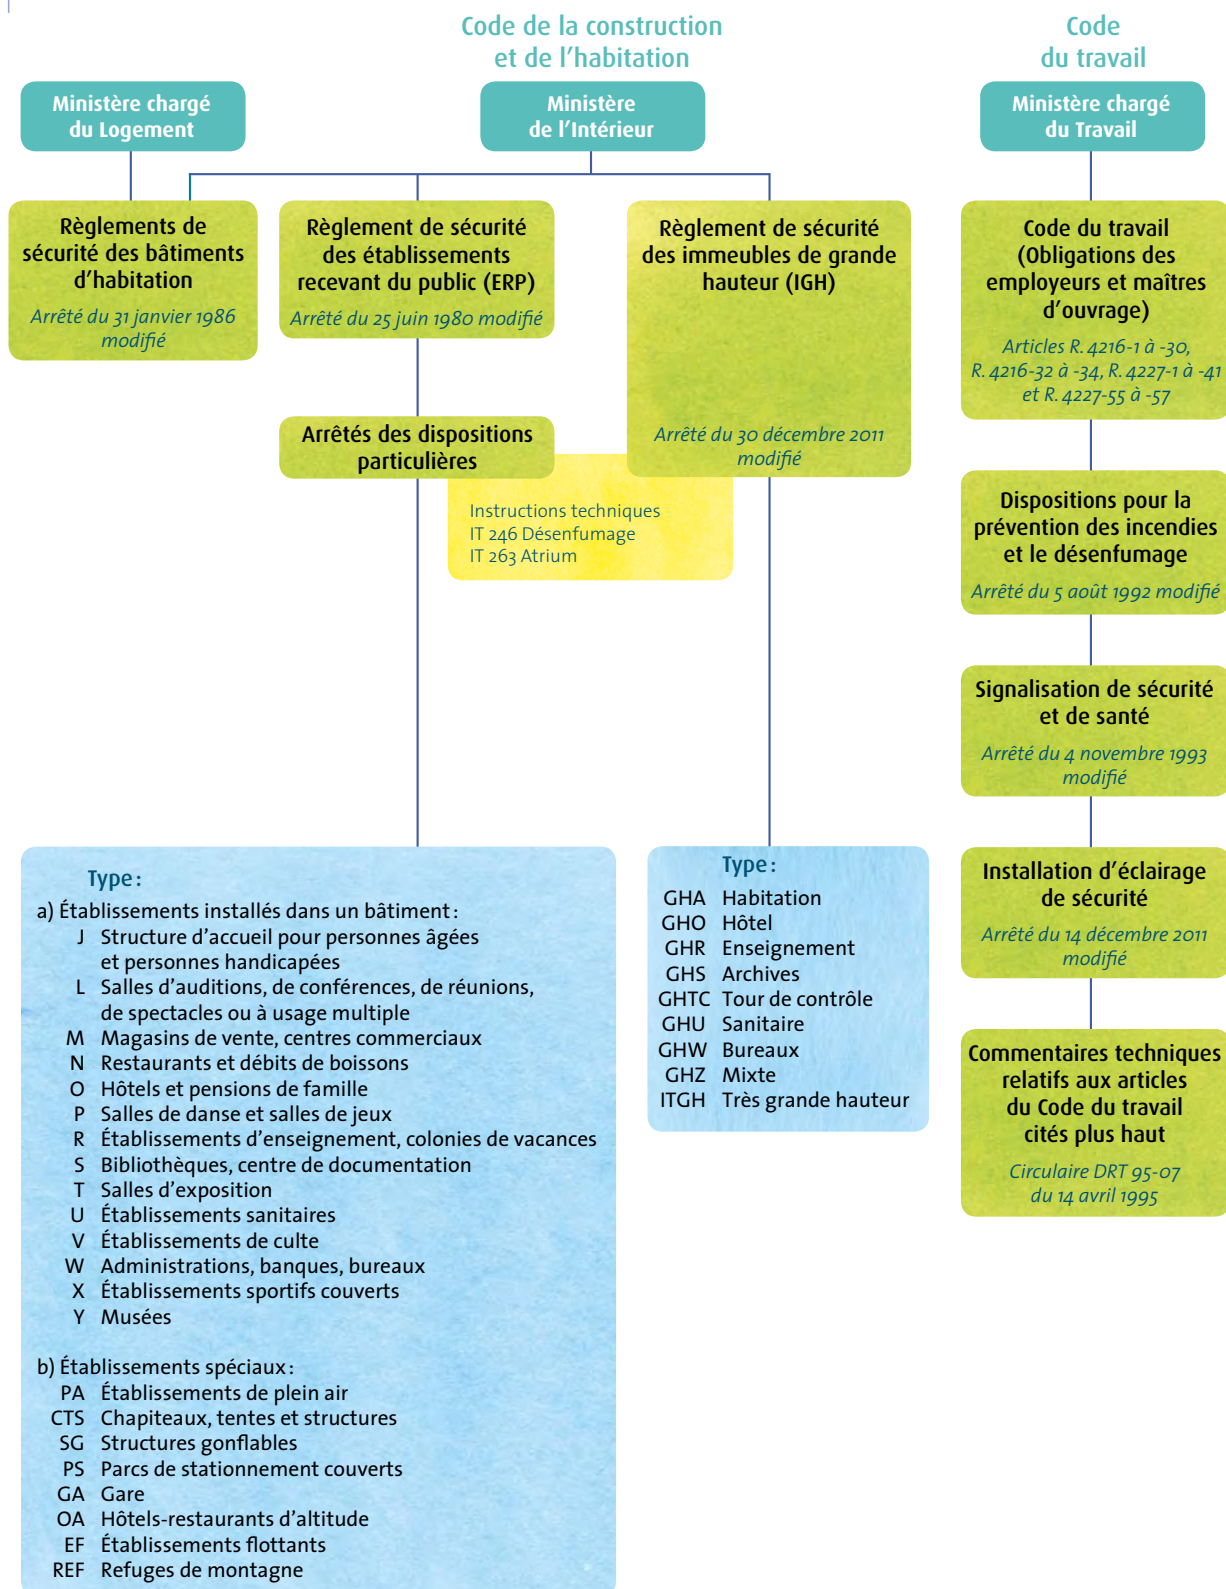 Code de la construction
et de l’habitation
Code
du travail
Ministère chargé
du Logement
Ministère
de l’Intérieur
Ministère chargé
du Travail
Règlements de
sécurité des bâtiments
d’habitation
Arrêté du 31 janvier 1986
modifié
Règlement de sécurité
des établissements
recevant du public (ERP)
Arrêté du 25 juin 1980 modifié
Règlement de sécurité
des immeubles de grande
hauteur (IGH)
Arrêté du 30 décembre 2011
modifié
Code du travail
(Obligations des
employeurs et maîtres
d’ouvrage)
Articles R. 4216-1 à -30,
R. 4216-32 à -34, R. 4227-1 à -41
et R. 4227-55 à -57
Arrêtés des dispositions
particulières
Instructions techniques
IT 246 Désenfumage
IT 263 Atrium
Dispositions pour la
prévention des incendies
et le désenfumage
Arrêté du 5 août 1992 modifié
Signalisation de sécurité
et de santé
Arrêté du 4 novembre 1993
modifié
Installation d’éclairage
de sécurité
Arrêté du 14 décembre 2011
modifié
Commentaires techniques
relatifs aux articles
du Code du travail
cités plus haut
Circulaire DRT 95-07
du 14 avril 1995
Type :
a) Établissements installés dans un bâtiment :
J Structure d’accueil pour personnes âgées
et personnes handicapées
L Salles d’auditions, de conférences, de réunions,
de spectacles ou à usage multiple
M Magasins de vente, centres commerciaux
N Restaurants et débits de boissons
O Hôtels et pensions de famille
P Salles de danse et salles de jeux
R Établissements d’enseignement, colonies de vacances
S Bibliothèques, centre de documentation
T Salles d’exposition
U Établissements sanitaires
V Établissements de culte
W Administrations, banques, bureaux
X Établissements sportifs couverts
Y Musées
b) Établissements spéciaux :
PA Établissements de plein air
CTS Chapiteaux, tentes et structures
SG Structures gonflables
PS Parcs de stationnement couverts
GA Gare
OA Hôtels-restaurants d’altitude
EF Établissements flottants
REF Refuges de montagne
Type :
GHA Habitation
GHO Hôtel
GHR Enseignement
GHS Archives
GHTC Tour de contrôle
GHU Sanitaire
GHW Bureaux
GHZ Mixte
ITGH Très grande hauteur